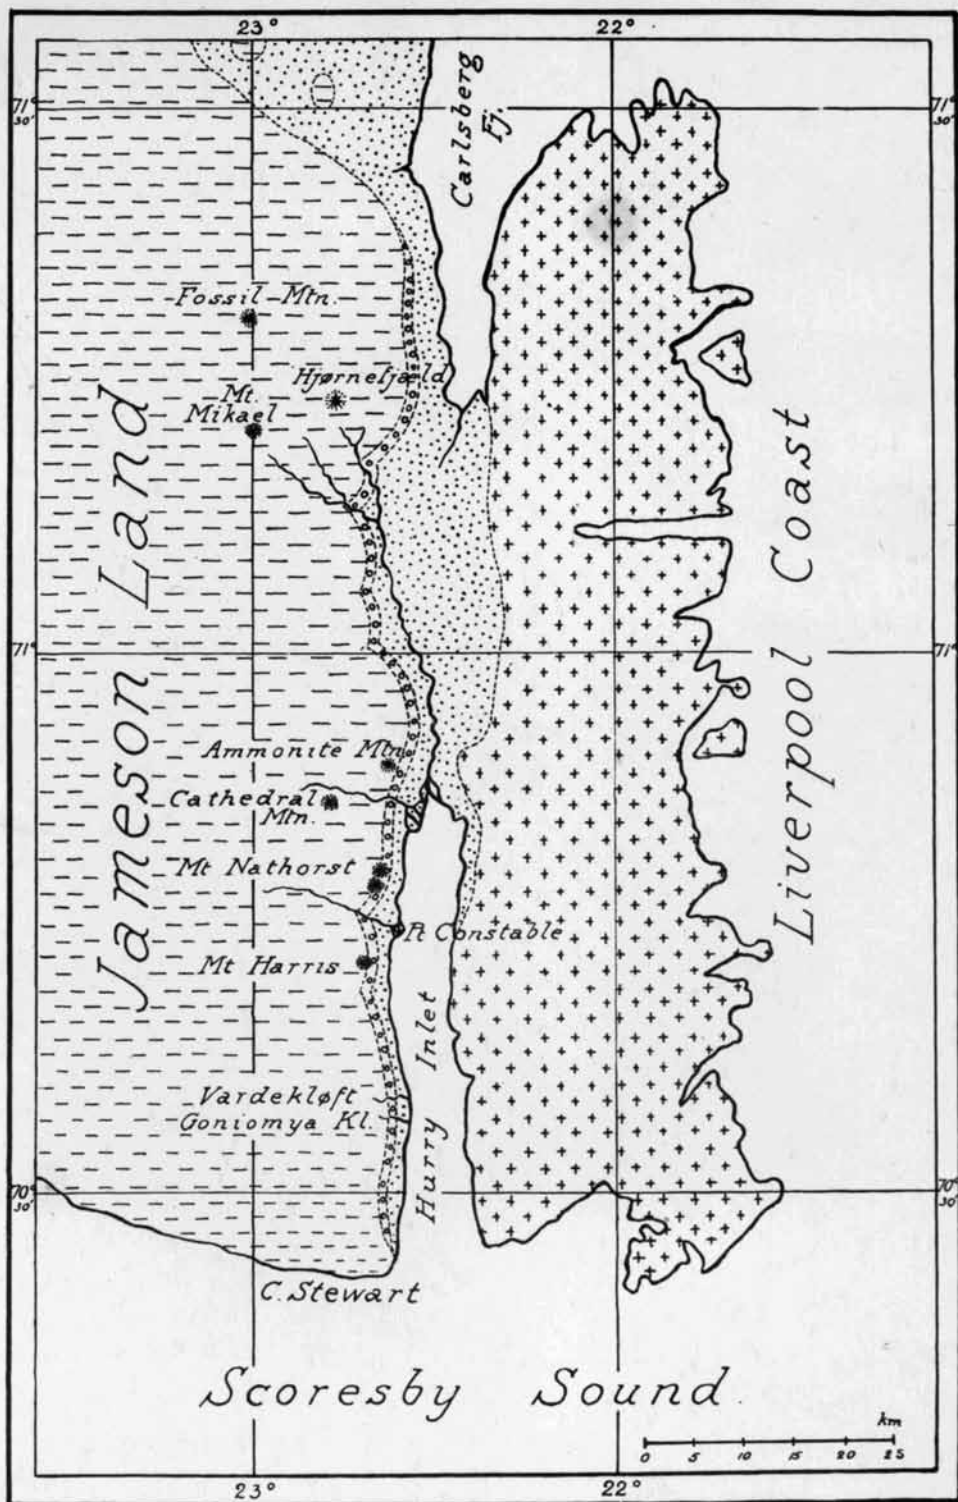 23°
22°
71°
30'
71°
30'
Carlsberg
Fj.
Fossil Mtn.
Hjørnefjæld
Mt.
Mikael
Jameson Land
Liverpool Coast
71°
71°
Ammonite Mtn.
Cathedral
Mtn.
Mt Nathorst
Pt Constable
Mt Harris
Hurry Inlet
Vardekløft
Goniomya Kl.
70°
30'
70°
30'
C. Stewart
Scoresby Sound
km
0 5 10 15 20 25
23°
22°